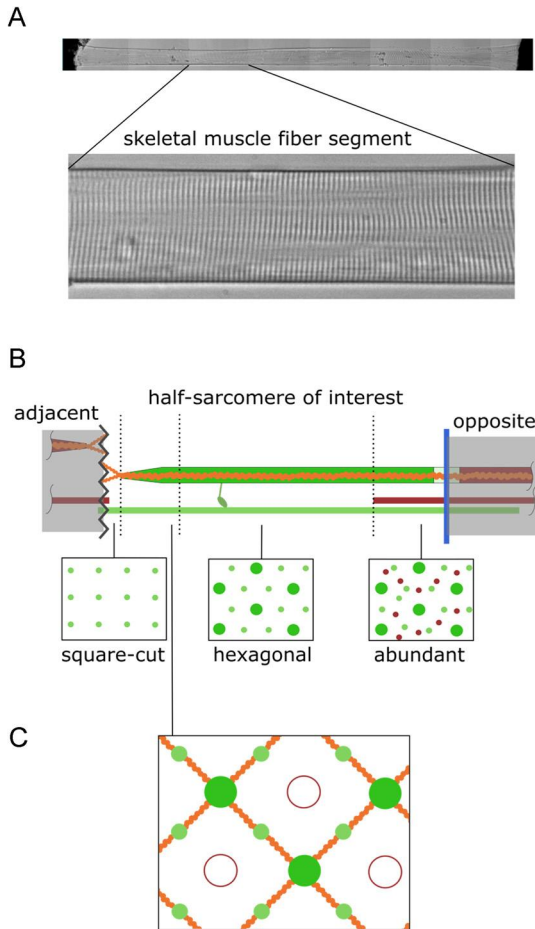 A
skeletal muscle fiber segment
B
half-sarcomere of interest
adjacent
opposite
square-cut
hexagonal
abundant
C